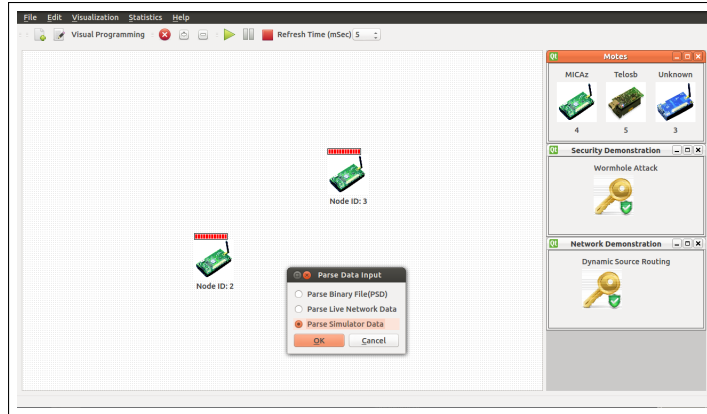 File Edit Visualization Statistics Help
Visual Programming Refresh Time (mSec) 5
Motes
MICAz Telosb Unknown
4 5 3
Security Demonstration
Wormhole Attack
Network Demonstration
Dynamic Source Routing
Node ID: 3
Node ID: 2
Parse Data Input
Parse Binary File(PSD)
Parse Live Network Data
Parse Simulator Data
OK Cancel